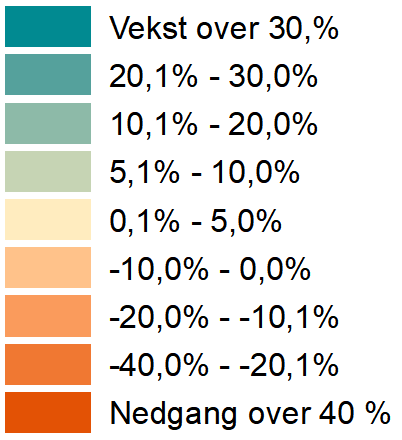 Vekst over 30,%
20,1% - 30,0%
10,1% - 20,0%
5,1% - 10,0%
0,1% - 5,0%
-10,0% - 0,0%
-20,0% - -10,1%
-40,0% - -20,1%
Nedgang over 40 %